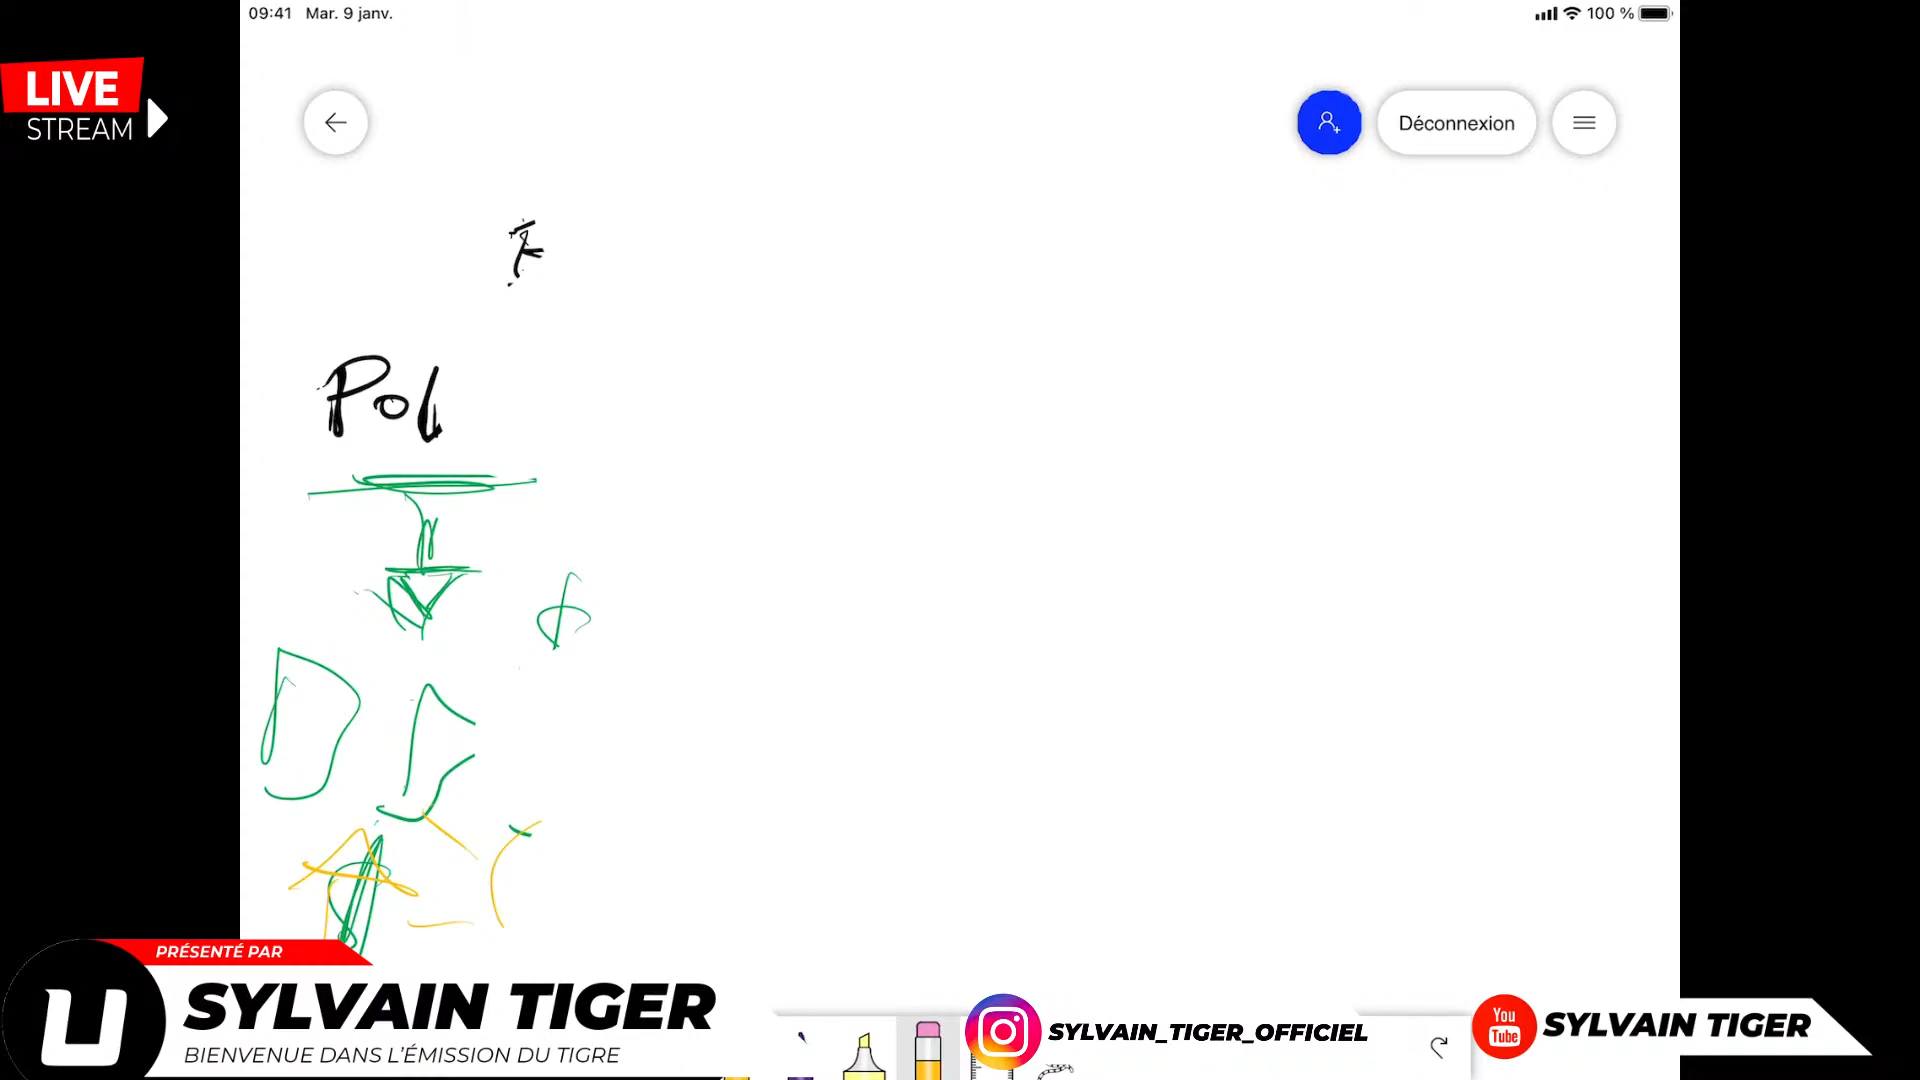 09:41 Mar. 9 janv. 100 %
LIVE
STREAM
Déconnexion
Pol
PRÉSENTÉ PAR
SYLVAIN TIGER
BIENVENUE DANS L'ÉMISSION DU TIGRE
SYLVAIN_TIGER_OFFICIEL
You
Tube
SYLVAIN TIGER